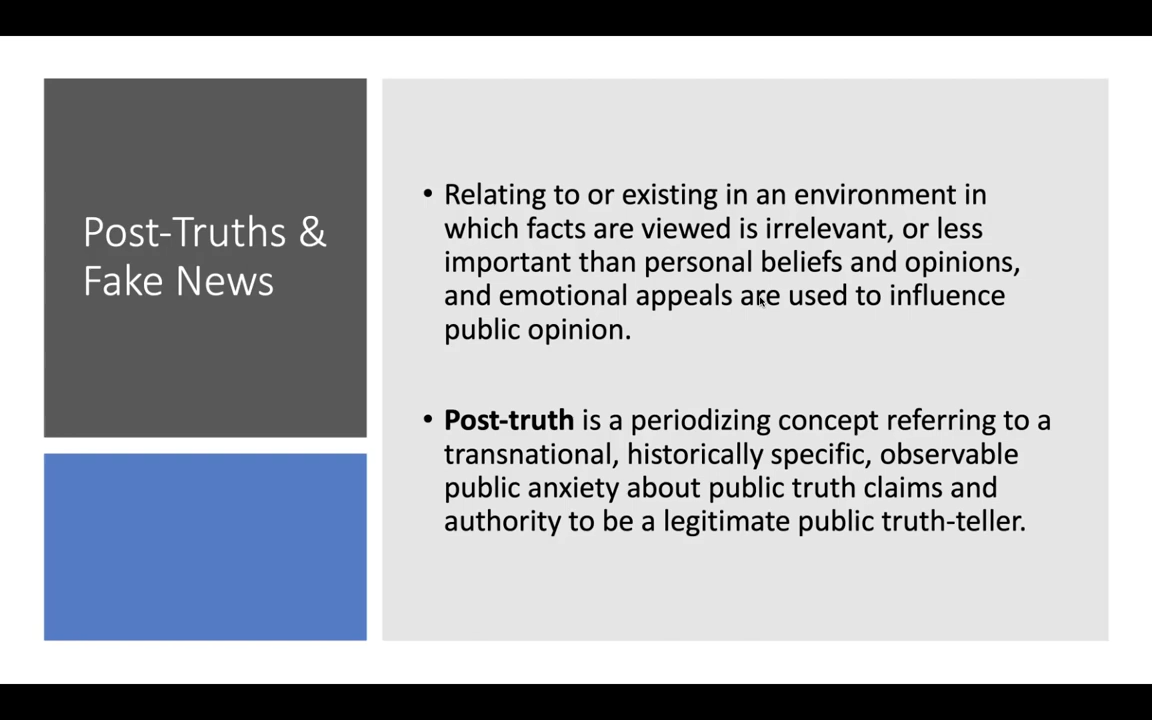 Post-Truths &
Fake News
• Relating to or existing in an environment in
which facts are viewed is irrelevant, or less
important than personal beliefs and opinions,
and emotional appeals are used to influence
public opinion.
• Post-truth is a periodizing concept referring to a
transnational, historically specific, observable
public anxiety about public truth claims and
authority to be a legitimate public truth-teller.